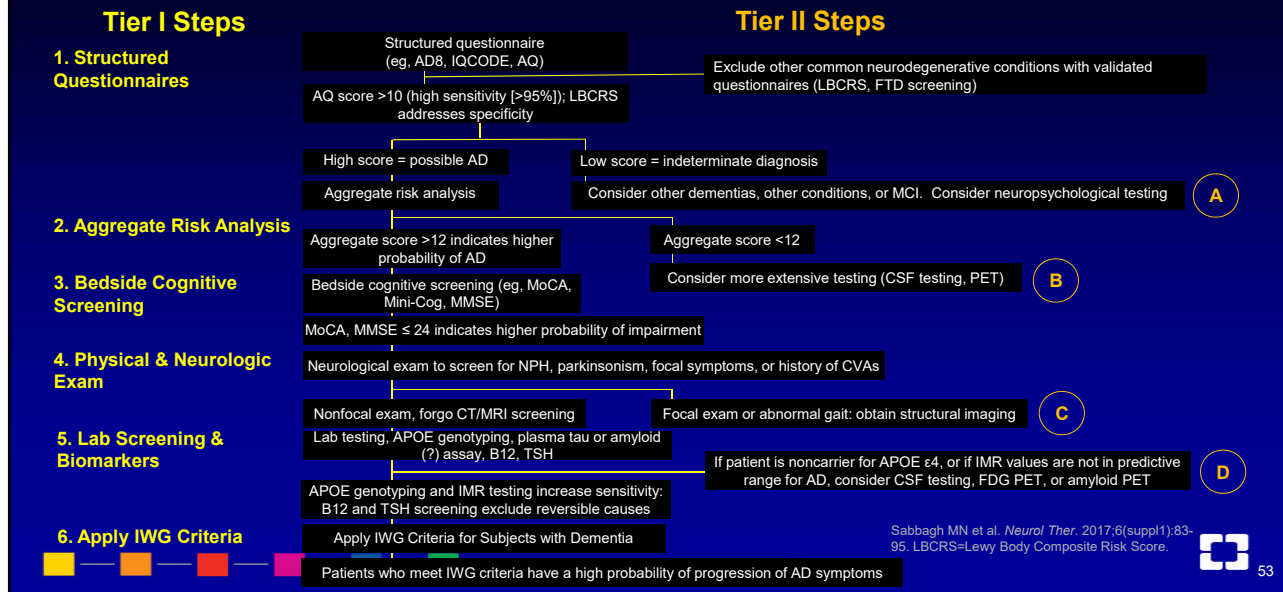 Tier I Steps
Tier II Steps
1. Structured
Questionnaires
Structured questionnaire
(eg, AD8, IQCODE, AQ)
Exclude other common neurodegenerative conditions with validated
questionnaires (LBCRS, FTD screening)
AQ score >10 (high sensitivity [>95%]); LBCRS
addresses specificity
High score = possible AD
Low score = indeterminate diagnosis
Aggregate risk analysis
Consider other dementias, other conditions, or MCI. Consider neuropsychological testing
A
2. Aggregate Risk Analysis
Aggregate score >12 indicates higher
probability of AD
Aggregate score <12
Consider more extensive testing (CSF testing, PET)
B
3. Bedside Cognitive
Screening
Bedside cognitive screening (eg, MoCA,
Mini-Cog, MMSE)
MoCA, MMSE ≤ 24 indicates higher probability of impairment
4. Physical & Neurologic
Exam
Neurological exam to screen for NPH, parkinsonism, focal symptoms, or history of CVAs
Nonfocal exam, forgo CT/MRI screening
Focal exam or abnormal gait: obtain structural imaging
C
5. Lab Screening &
Biomarkers
Lab testing, APOE genotyping, plasma tau or amyloid
(?) assay, B12, TSH
If patient is noncarrier for APOE ε4, or if IMR values are not in predictive
range for AD, consider CSF testing, FDG PET, or amyloid PET
D
APOE genotyping and IMR testing increase sensitivity:
B12 and TSH screening exclude reversible causes
6. Apply IWG Criteria
Apply IWG Criteria for Subjects with Dementia
Patients who meet IWG criteria have a high probability of progression of AD symptoms
Sabbagh MN et al. Neurol Ther. 2017;6(suppl1):83-
95. LBCRS=Lewy Body Composite Risk Score.
53